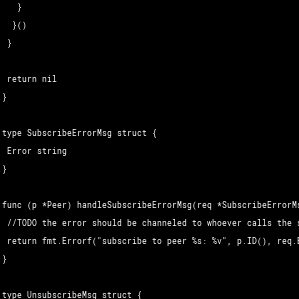 }
}()
}
return nil
}
type SubscribeErrorMsg struct {
Error string
}
func (p *Peer) handleSubscribeErrorMsg(req *SubscribeErrorMs
//TODO the error should be channeled to whoever calls the s
return fmt.Errorf("subscribe to peer %s: %v", p.ID(), req.E
}
type UnsubscribeMsg struct {